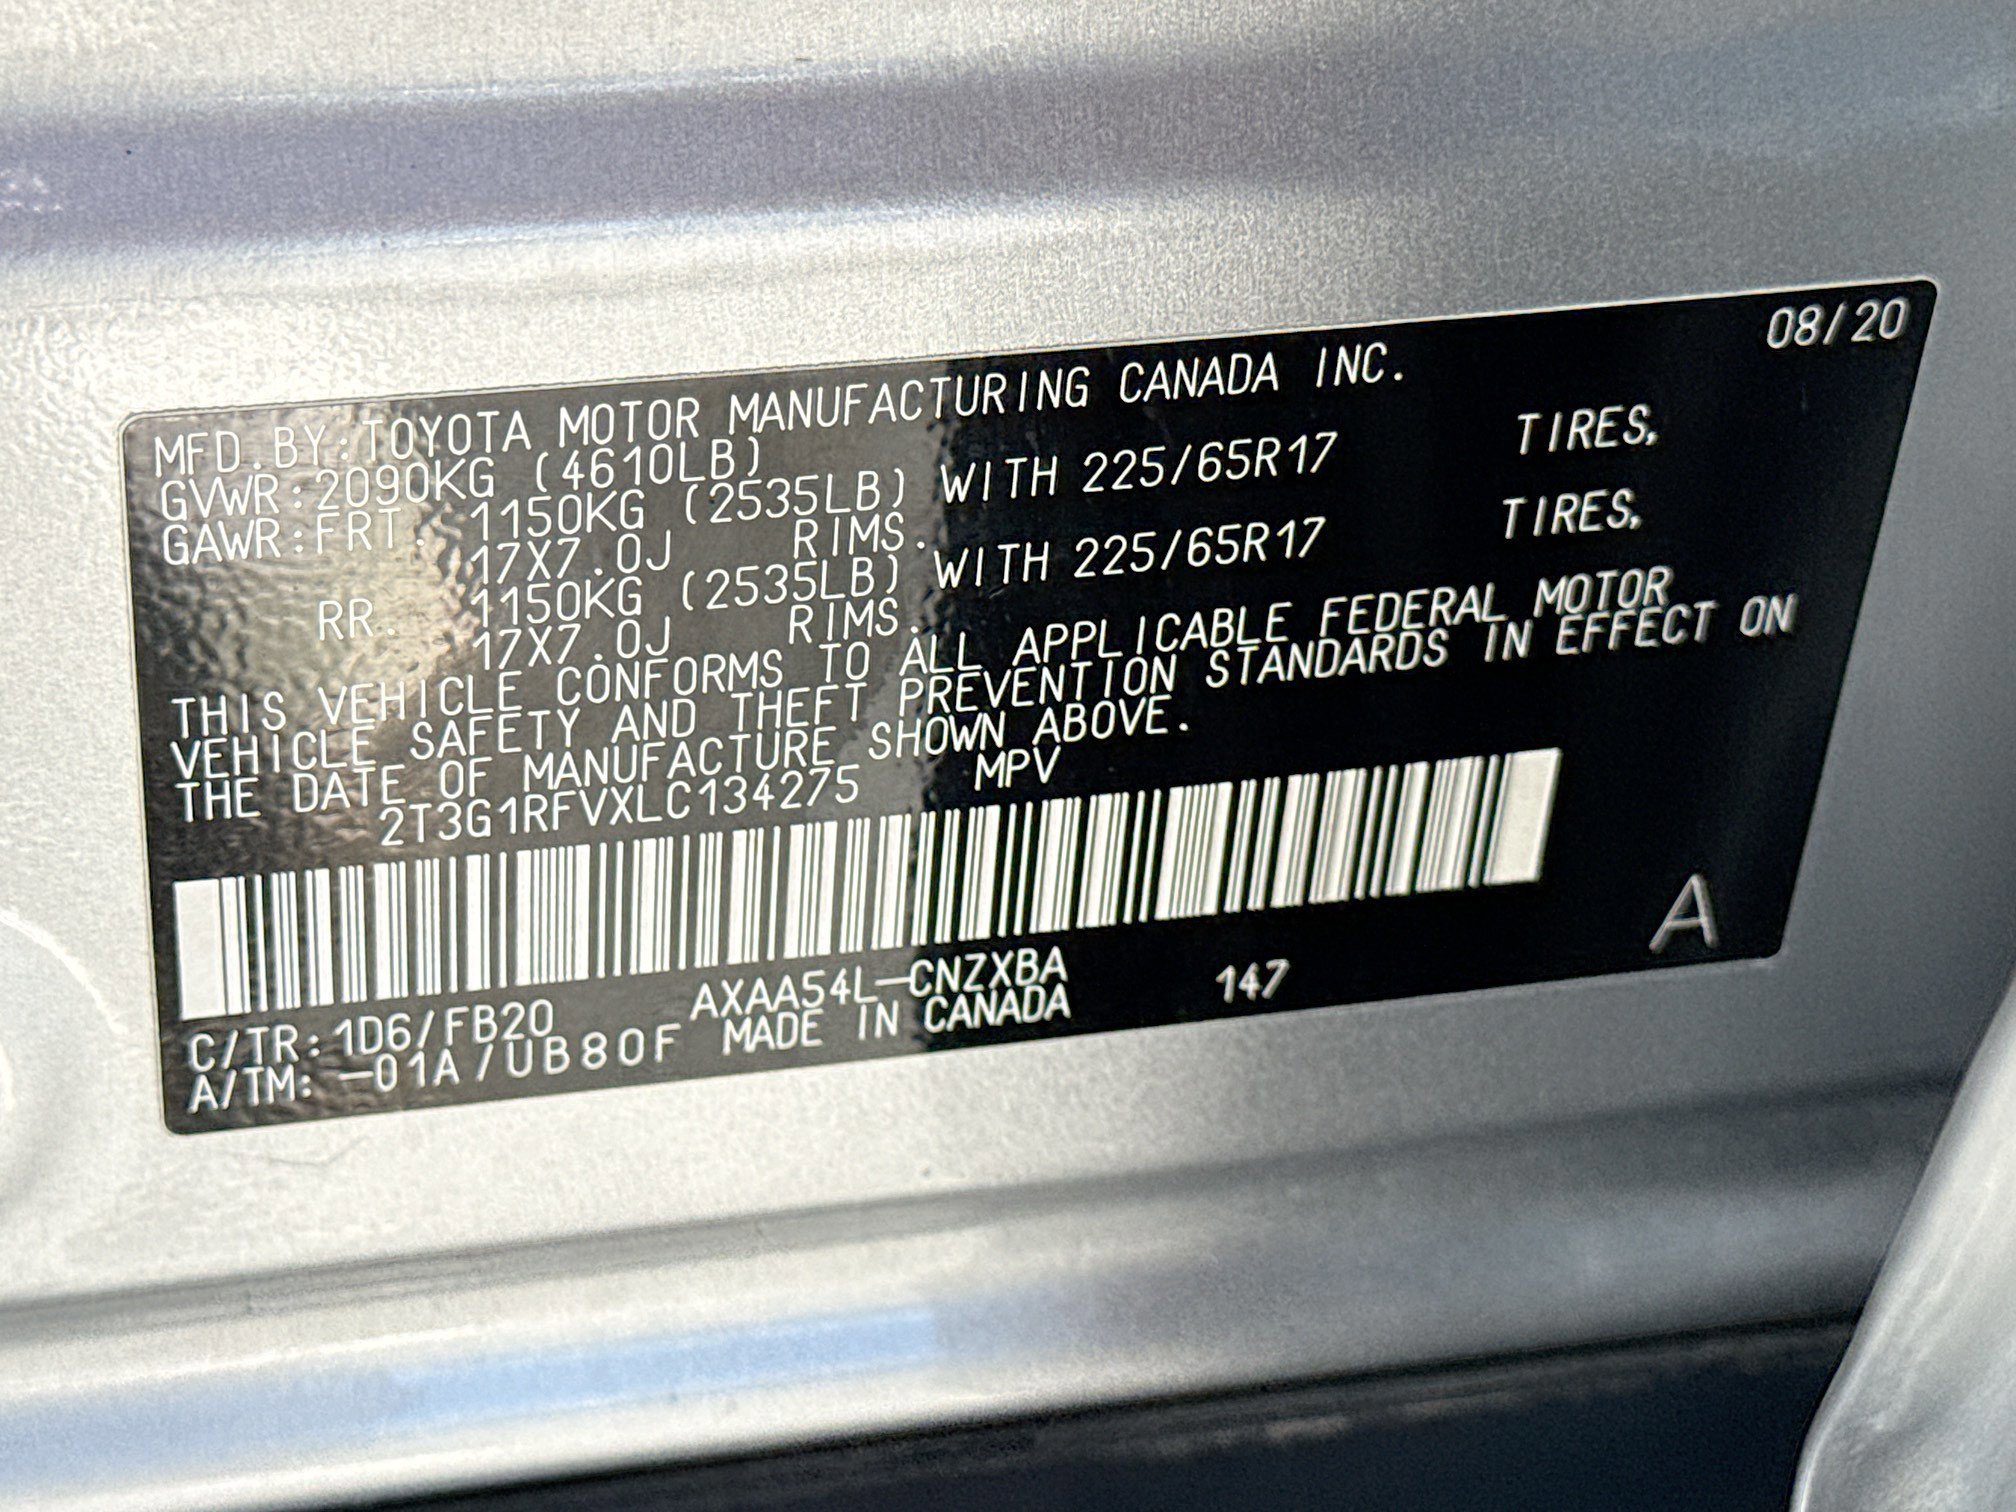 08/20
MFD.BY:TOYOTA MOTOR MANUFACTURING CANADA INC.
GVWR:2090KG (4610LB)
GAWR:FRT. 1150KG (2535LB) WITH 225/65R17 TIRES,
17X7.0J RIMS.
RR. 1150KG (2535LB) WITH 225/65R17 TIRES,
17X7.0J RIMS.
THIS VEHICLE CONFORMS TO ALL APPLICABLE FEDERAL MOTOR
VEHICLE SAFETY AND THEFT PREVENTION STANDARDS IN EFFECT ON
THE DATE OF MANUFACTURE SHOWN ABOVE.
2T3G1RFVXLC134275 MPV
A
C/TR:1D6/FB20 AXAA54L-CNZXBA 147
A/TM:-01A/UB80F MADE IN CANADA